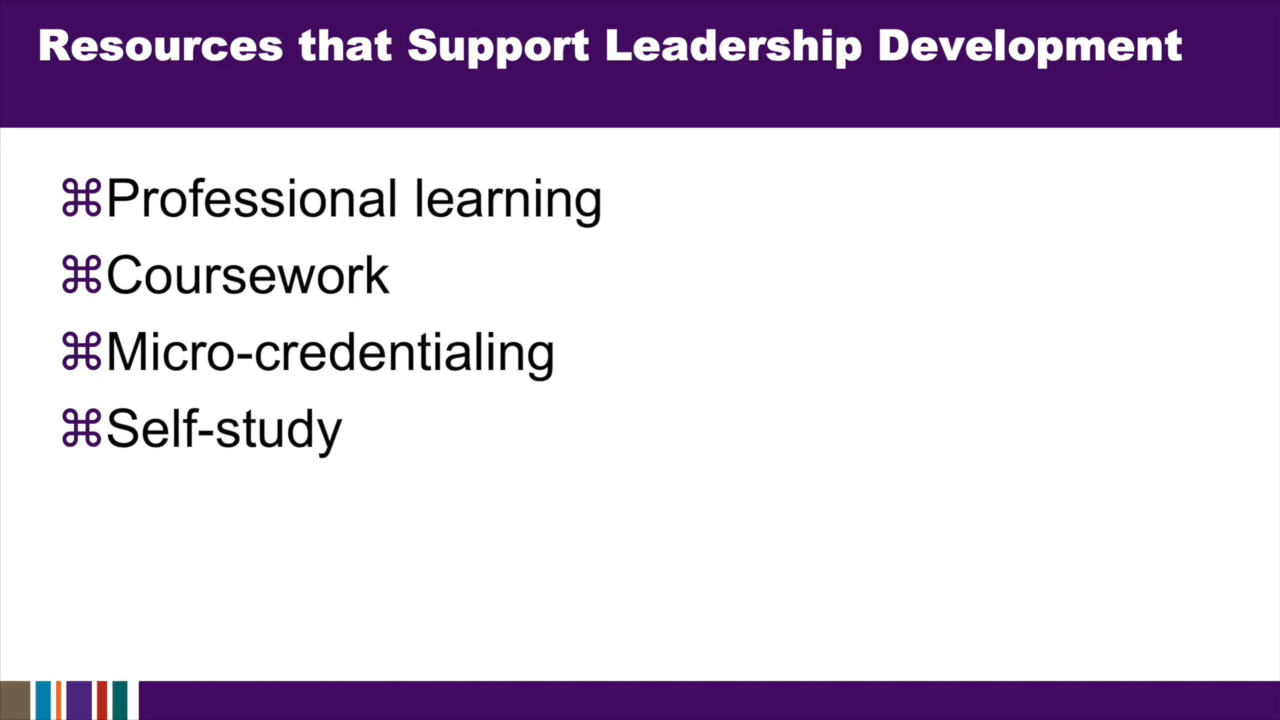 Resources that Support Leadership Development
⌘Professional learning
⌘Coursework
⌘Micro-credentialing
⌘Self-study